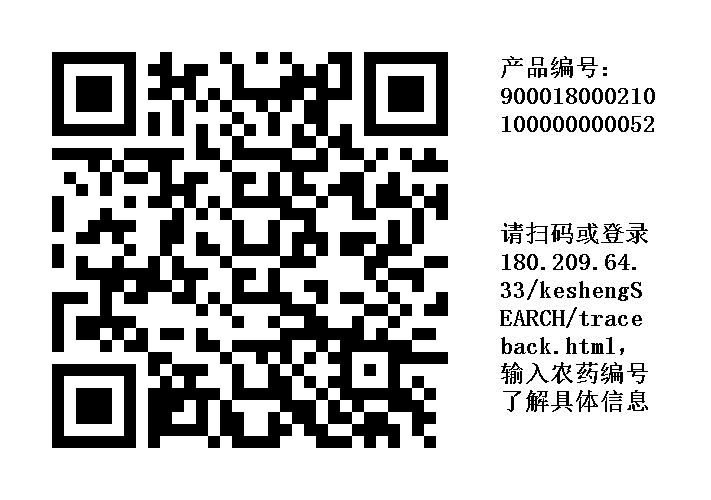 产品编号：
900018000210
100000000052
请扫码或登录
180.209.64.
33/keshengS
EARCH/trace
back.html，
输入农药编号
了解具体信息